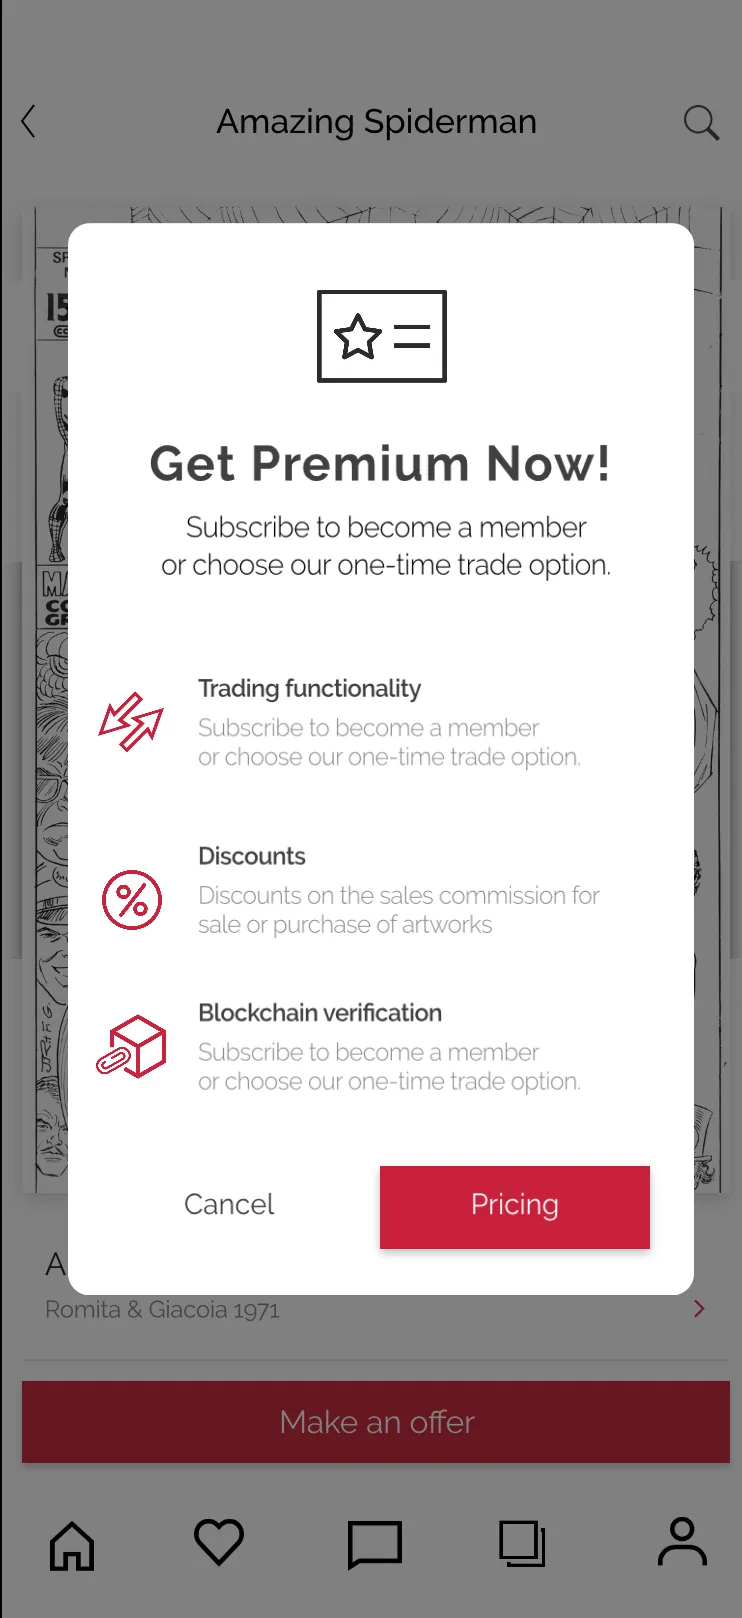 Amazing Spiderman
15
Get Premium Now!
Subscribe to become a member
or choose our one-time trade option.
Trading functionality
Subscribe to become a member
or choose our one-time trade option.
Discounts
Discounts on the sales commission for
sale or purchase of artworks
Blockchain verification
Subscribe to become a member
or choose our one-time trade option.
Cancel
Pricing
A
Romita & Giacoia 1971
Make an offer